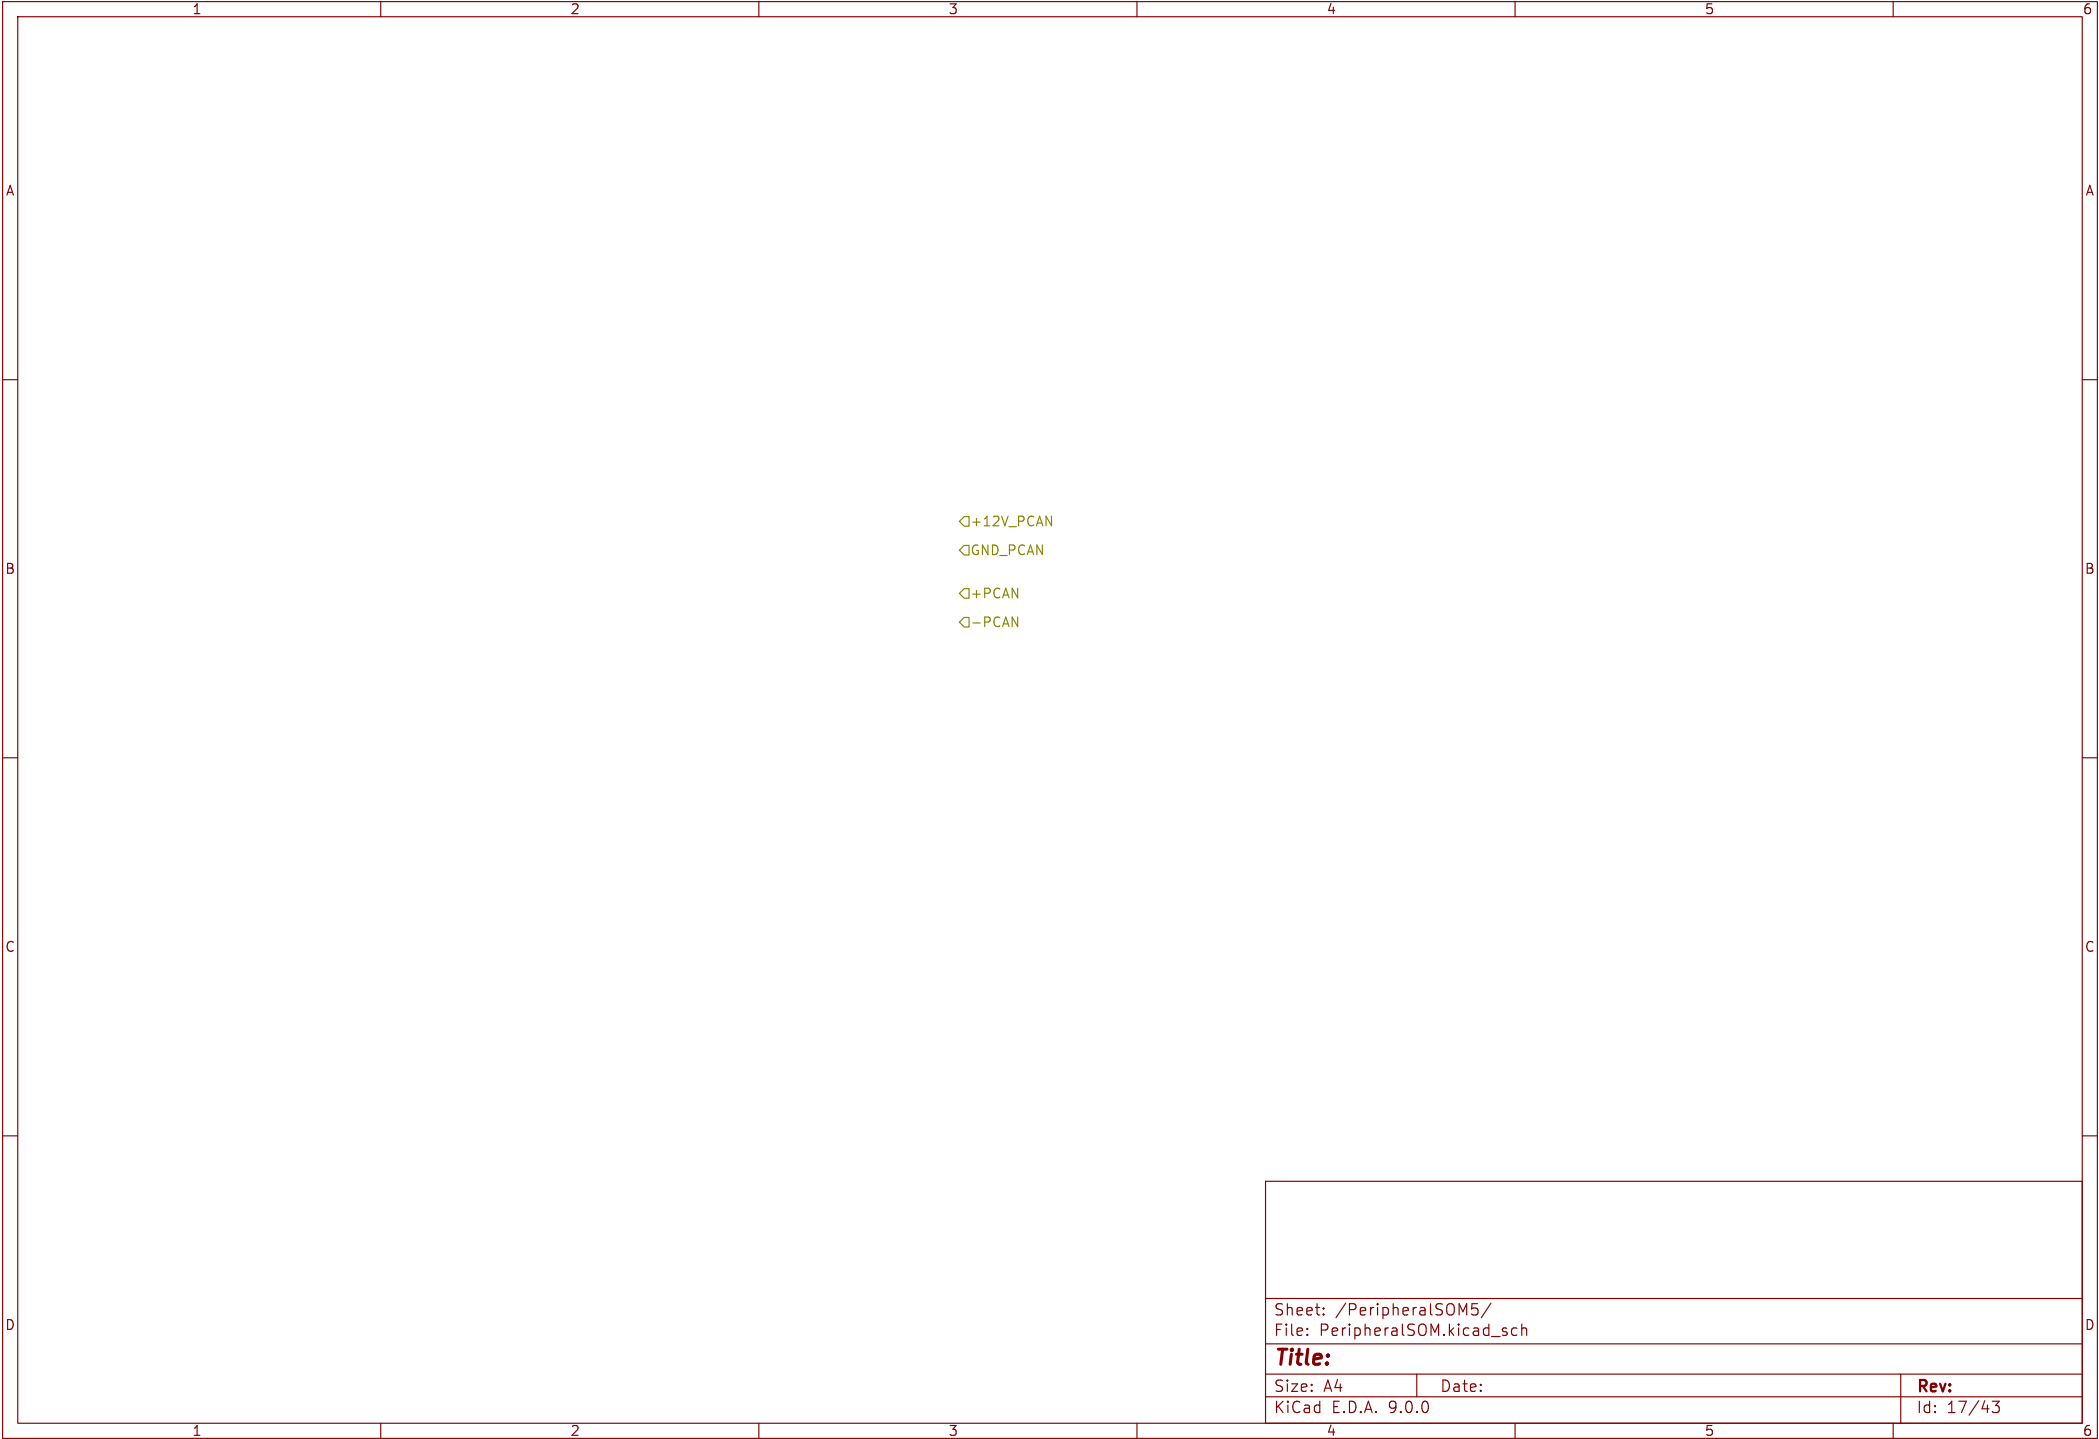 1 2 3 4 5 6
A A
+12V_PCAN
GND_PCAN
B B
+PCAN
-PCAN
C C
Sheet: /PeripheralSOM5/
D D
File: PeripheralSOM.kicad_sch
Title:
Size: A4 Date: Rev:
KiCad E.D.A. 9.0.0 Id: 17/43
1 2 3 4 5 6